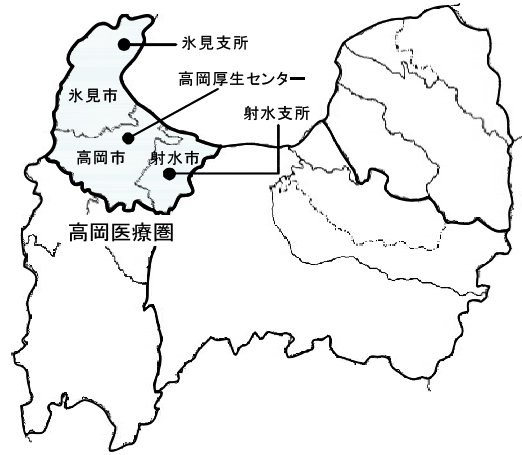 氷見支所
高岡厚生センター
氷見市
射水支所
高岡市
射水市
高岡医療圏